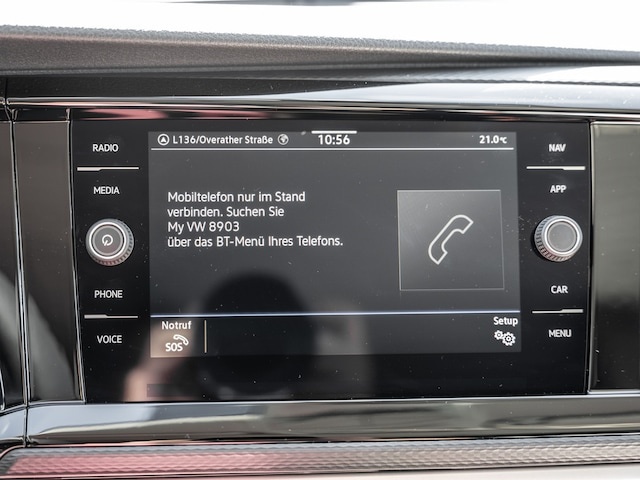 L136/Overather Straße 10:56 21.0°C
RADIO
MEDIA
PHONE
VOICE
Mobiltelefon nur im Stand
verbinden. Suchen Sie
My VW 8903
über das BT-Menü Ihres Telefons.
Notruf
SOS
Setup
NAV
APP
CAR
MENU